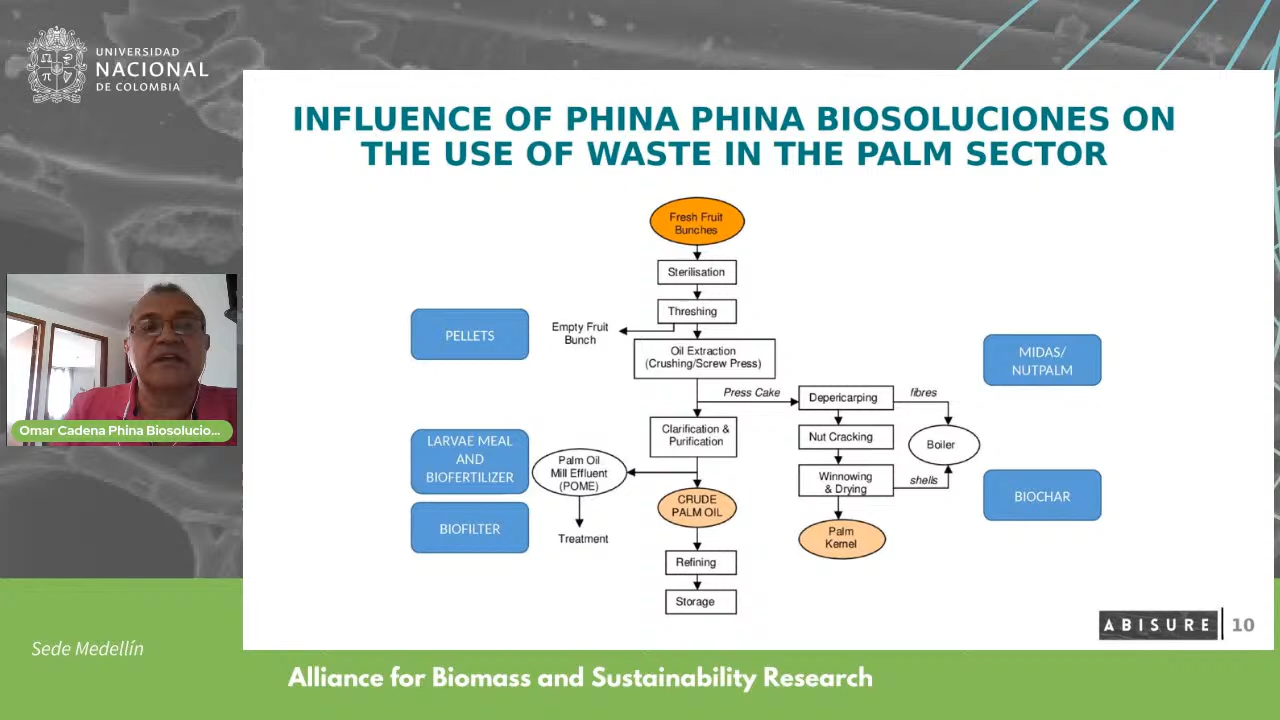 UNIVERSIDAD
NACIONAL
DE COLOMBIA
INFLUENCE OF PHINA PHINA BIOSOLUCIONES ON
THE USE OF WASTE IN THE PALM SECTOR
Fresh Fruit
Bunches
Sterilisation
Threshing
PELLETS
Empty Fruit
Bunch
Oil Extraction
(Crushing/Screw Press)
MIDAS/
NUTPALM
Press Cake
Depericarping
fibres
Clarification &
Purification
Nut Cracking
Boiler
LARVAE MEAL
AND
BIOFERTILIZER
Palm Oil
Mill Effluent
(POME)
Winnowing
& Drying
shells
BIOCHAR
CRUDE
PALM OIL
BIOFILTER
Treatment
Palm
Kernel
Refining
Storage
Omar Cadena Phina Biosolucio...
ABISURE
10
Sede Medellín
Alliance for Biomass and Sustainability Research